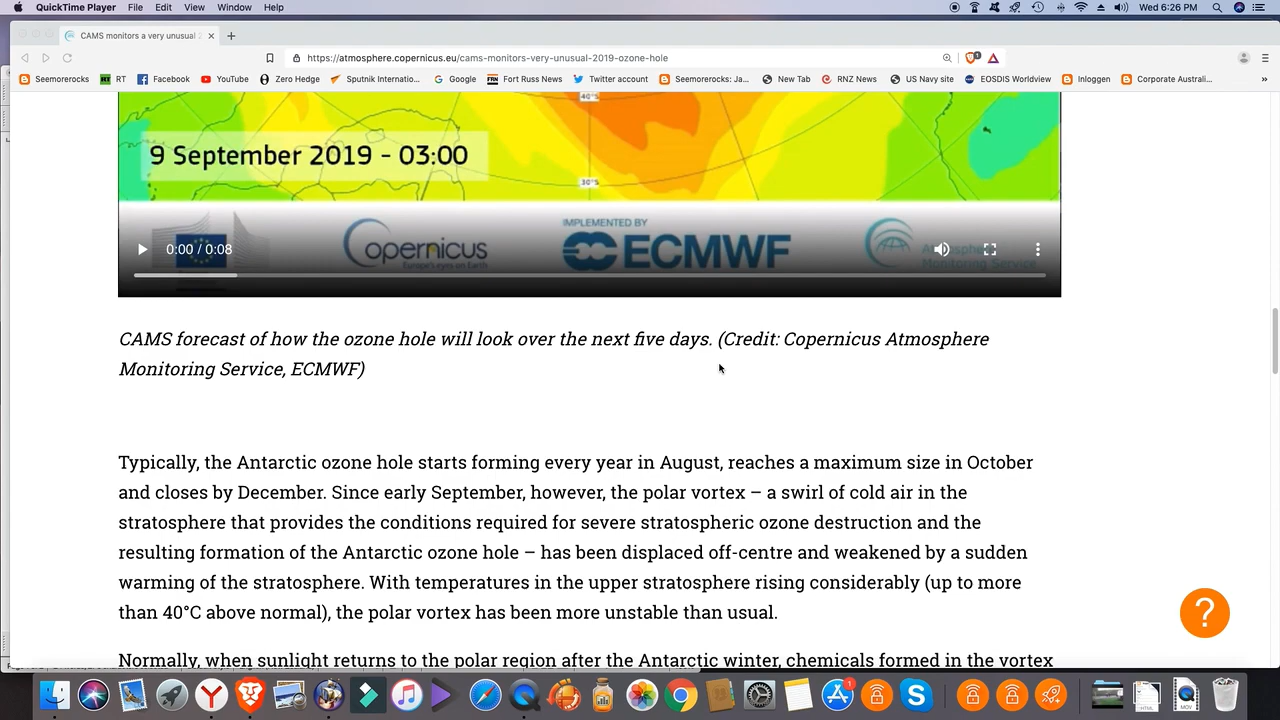 QuickTime Player File Edit View Window Help Wed 6:26 PM
CAMS monitors a very unusual
https://atmosphere.copernicus.eu/cams-monitors-very-unusual-2019-ozone-hole
Seemorerocks RT Facebook YouTube Zero Hedge Sputnik Internatio... Google Fort Russ News Twitter account Seemorerocks: Ja... New Tab RNZ News US Navy site EOSDIS Worldview Inloggen Corporate Australi... »
40°S
9 September 2019 - 03:00
30°S
IMPLEMENTED BY
opernicus ECMWF
Europe's eyes on Earth
Monitoring Service
0:00 / 0:08
CAMS forecast of how the ozone hole will look over the next five days. (Credit: Copernicus Atmosphere
Monitoring Service, ECMWF)
Typically, the Antarctic ozone hole starts forming every year in August, reaches a maximum size in October
and closes by December. Since early September, however, the polar vortex – a swirl of cold air in the
stratosphere that provides the conditions required for severe stratospheric ozone destruction and the
resulting formation of the Antarctic ozone hole – has been displaced off-centre and weakened by a sudden
warming of the stratosphere. With temperatures in the upper stratosphere rising considerably (up to more
than 40°C above normal), the polar vortex has been more unstable than usual.
Normally, when sunlight returns to the polar region after the Antarctic winter, chemicals formed in the vortex
?